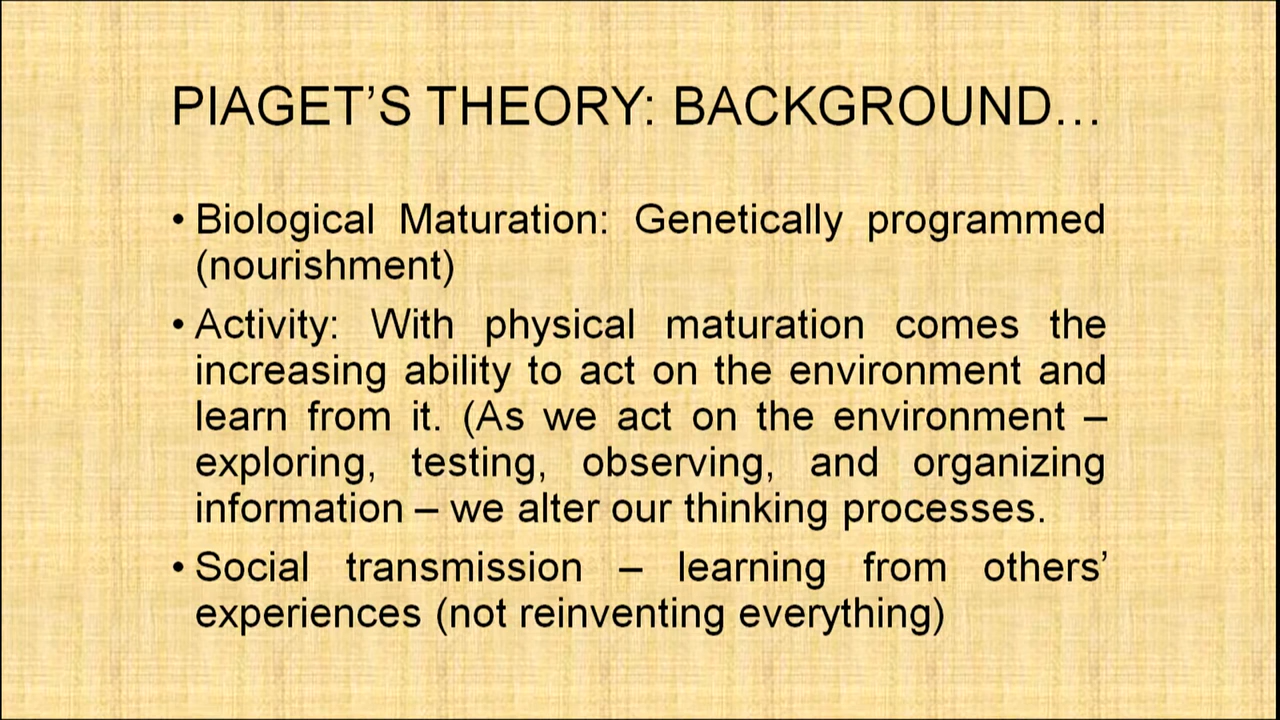 PIAGET’S THEORY: BACKGROUND…
• Biological Maturation: Genetically programmed
(nourishment)
• Activity: With physical maturation comes the
increasing ability to act on the environment and
learn from it. (As we act on the environment –
exploring, testing, observing, and organizing
information – we alter our thinking processes.
• Social transmission – learning from others’
experiences (not reinventing everything)